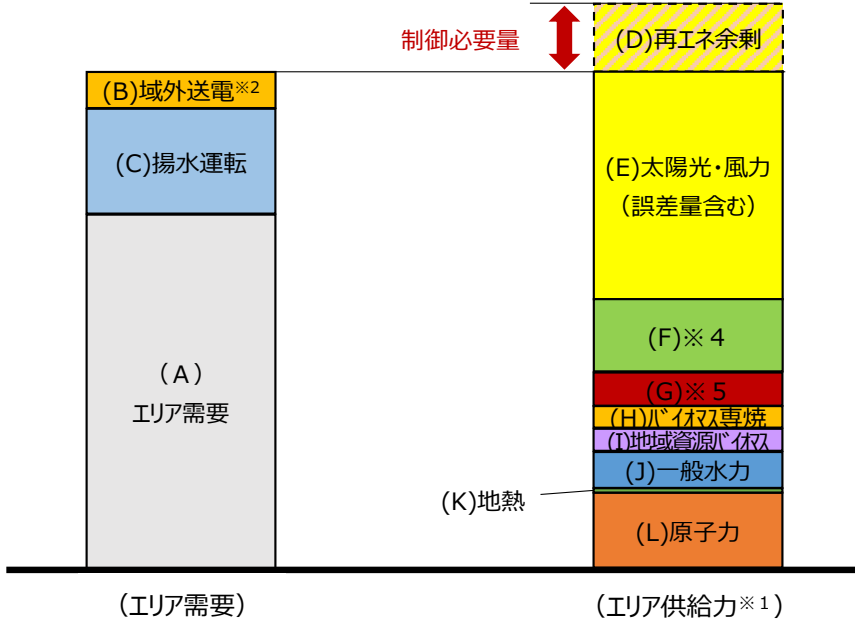 制御必要量
(D)再エネ余剰
(B)域外送電※2
(C)揚水運転
(E)太陽光・風力
(誤差量含む)
(F)※4
(A)
エリア需要
(G)※5
(H)バイオマス専焼
(I)地域資源バイオマス
(J)一般水力
(K)地熱
(L)原子力
(エリア需要)
(エリア供給力※1)